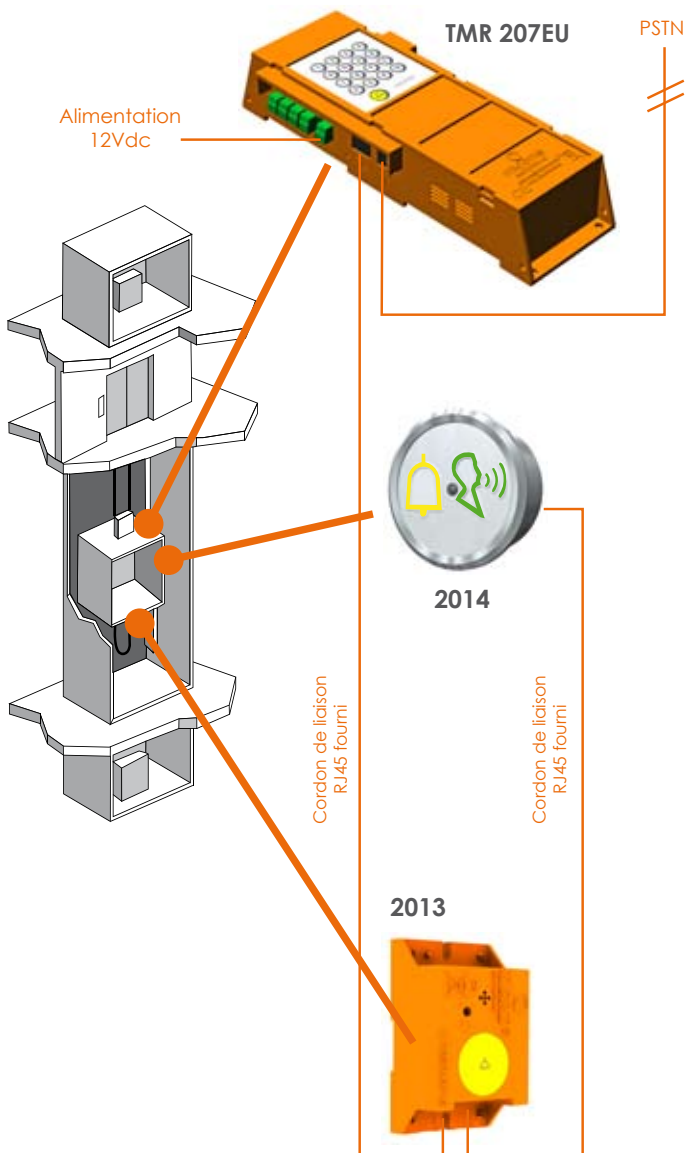 TMR 207EU
PSTN
Alimentation
12Vdc
2014
Cordon de liaison
RJ45 fourni
Cordon de liaison
RJ45 fourni
2013